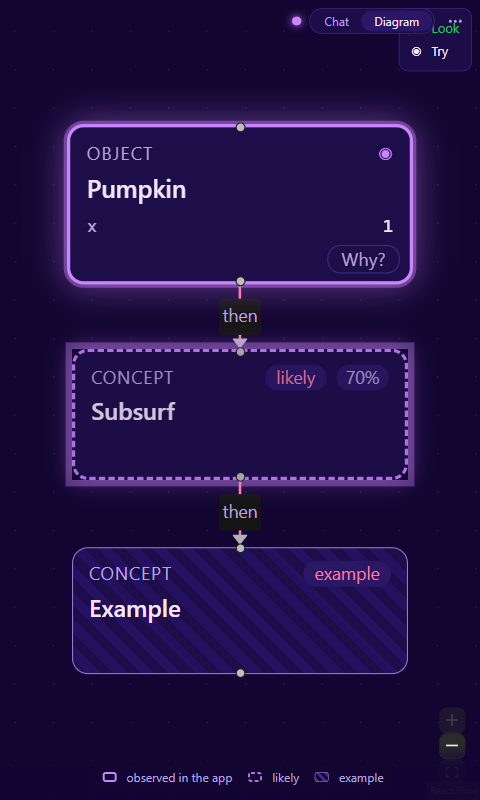 Chat
Diagram
Look
Try
OBJECT
Pumpkin
x 1
Why?
then
CONCEPT likely 70%
Subsurf
then
CONCEPT example
Example
observed in the app likely example